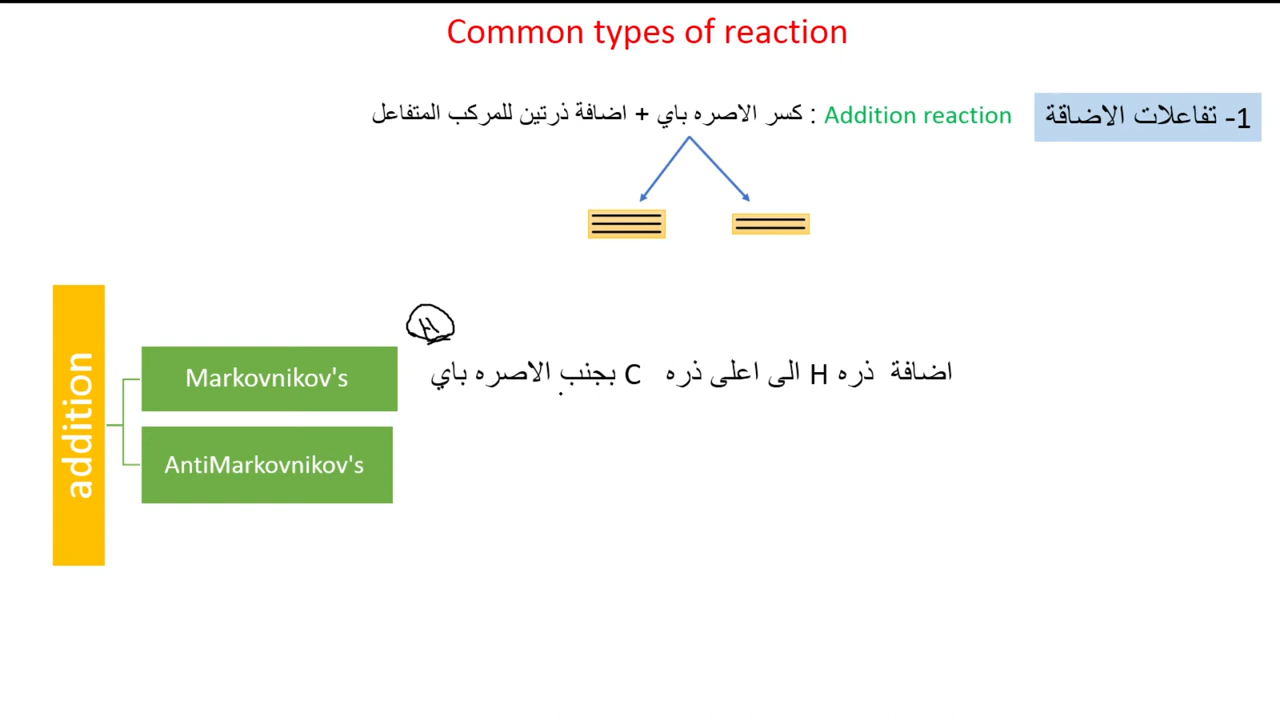 Common types of reaction
1- تفاعلات الاضاقة
Addition reaction : كسر الاصره باي + اضافة ذرتين للمركب المتفاعل
addition
H
Markovnikov's
اضافة ذره H الى اعلى ذره C بجنب الاصره باي
AntiMarkovnikov's